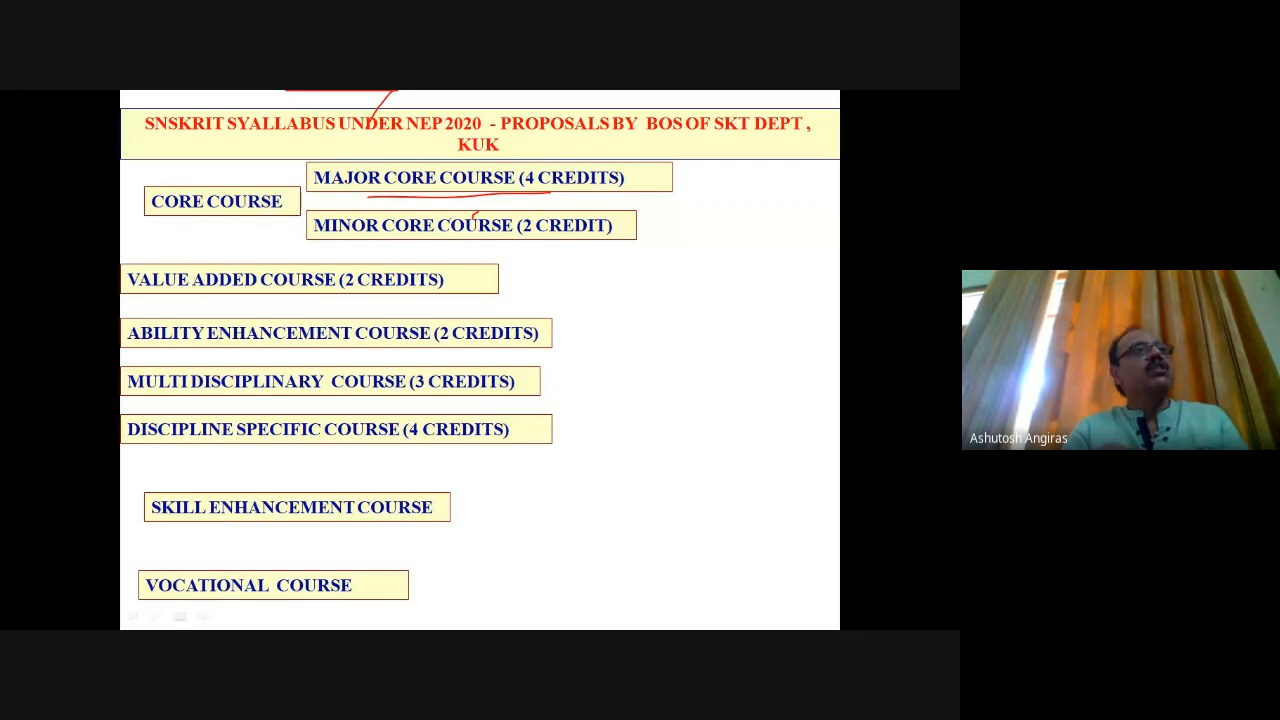 SNSKRIT SYALLABUS UNDER NEP 2020 - PROPOSALS BY BOS OF SKT DEPT ,
KUK
MAJOR CORE COURSE (4 CREDITS)
CORE COURSE
MINOR CORE COURSE (2 CREDIT)
VALUE ADDED COURSE (2 CREDITS)
ABILITY ENHANCEMENT COURSE (2 CREDITS)
MULTI DISCIPLINARY COURSE (3 CREDITS)
DISCIPLINE SPECIFIC COURSE (4 CREDITS)
SKILL ENHANCEMENT COURSE
VOCATIONAL COURSE
Ashutosh Angiras